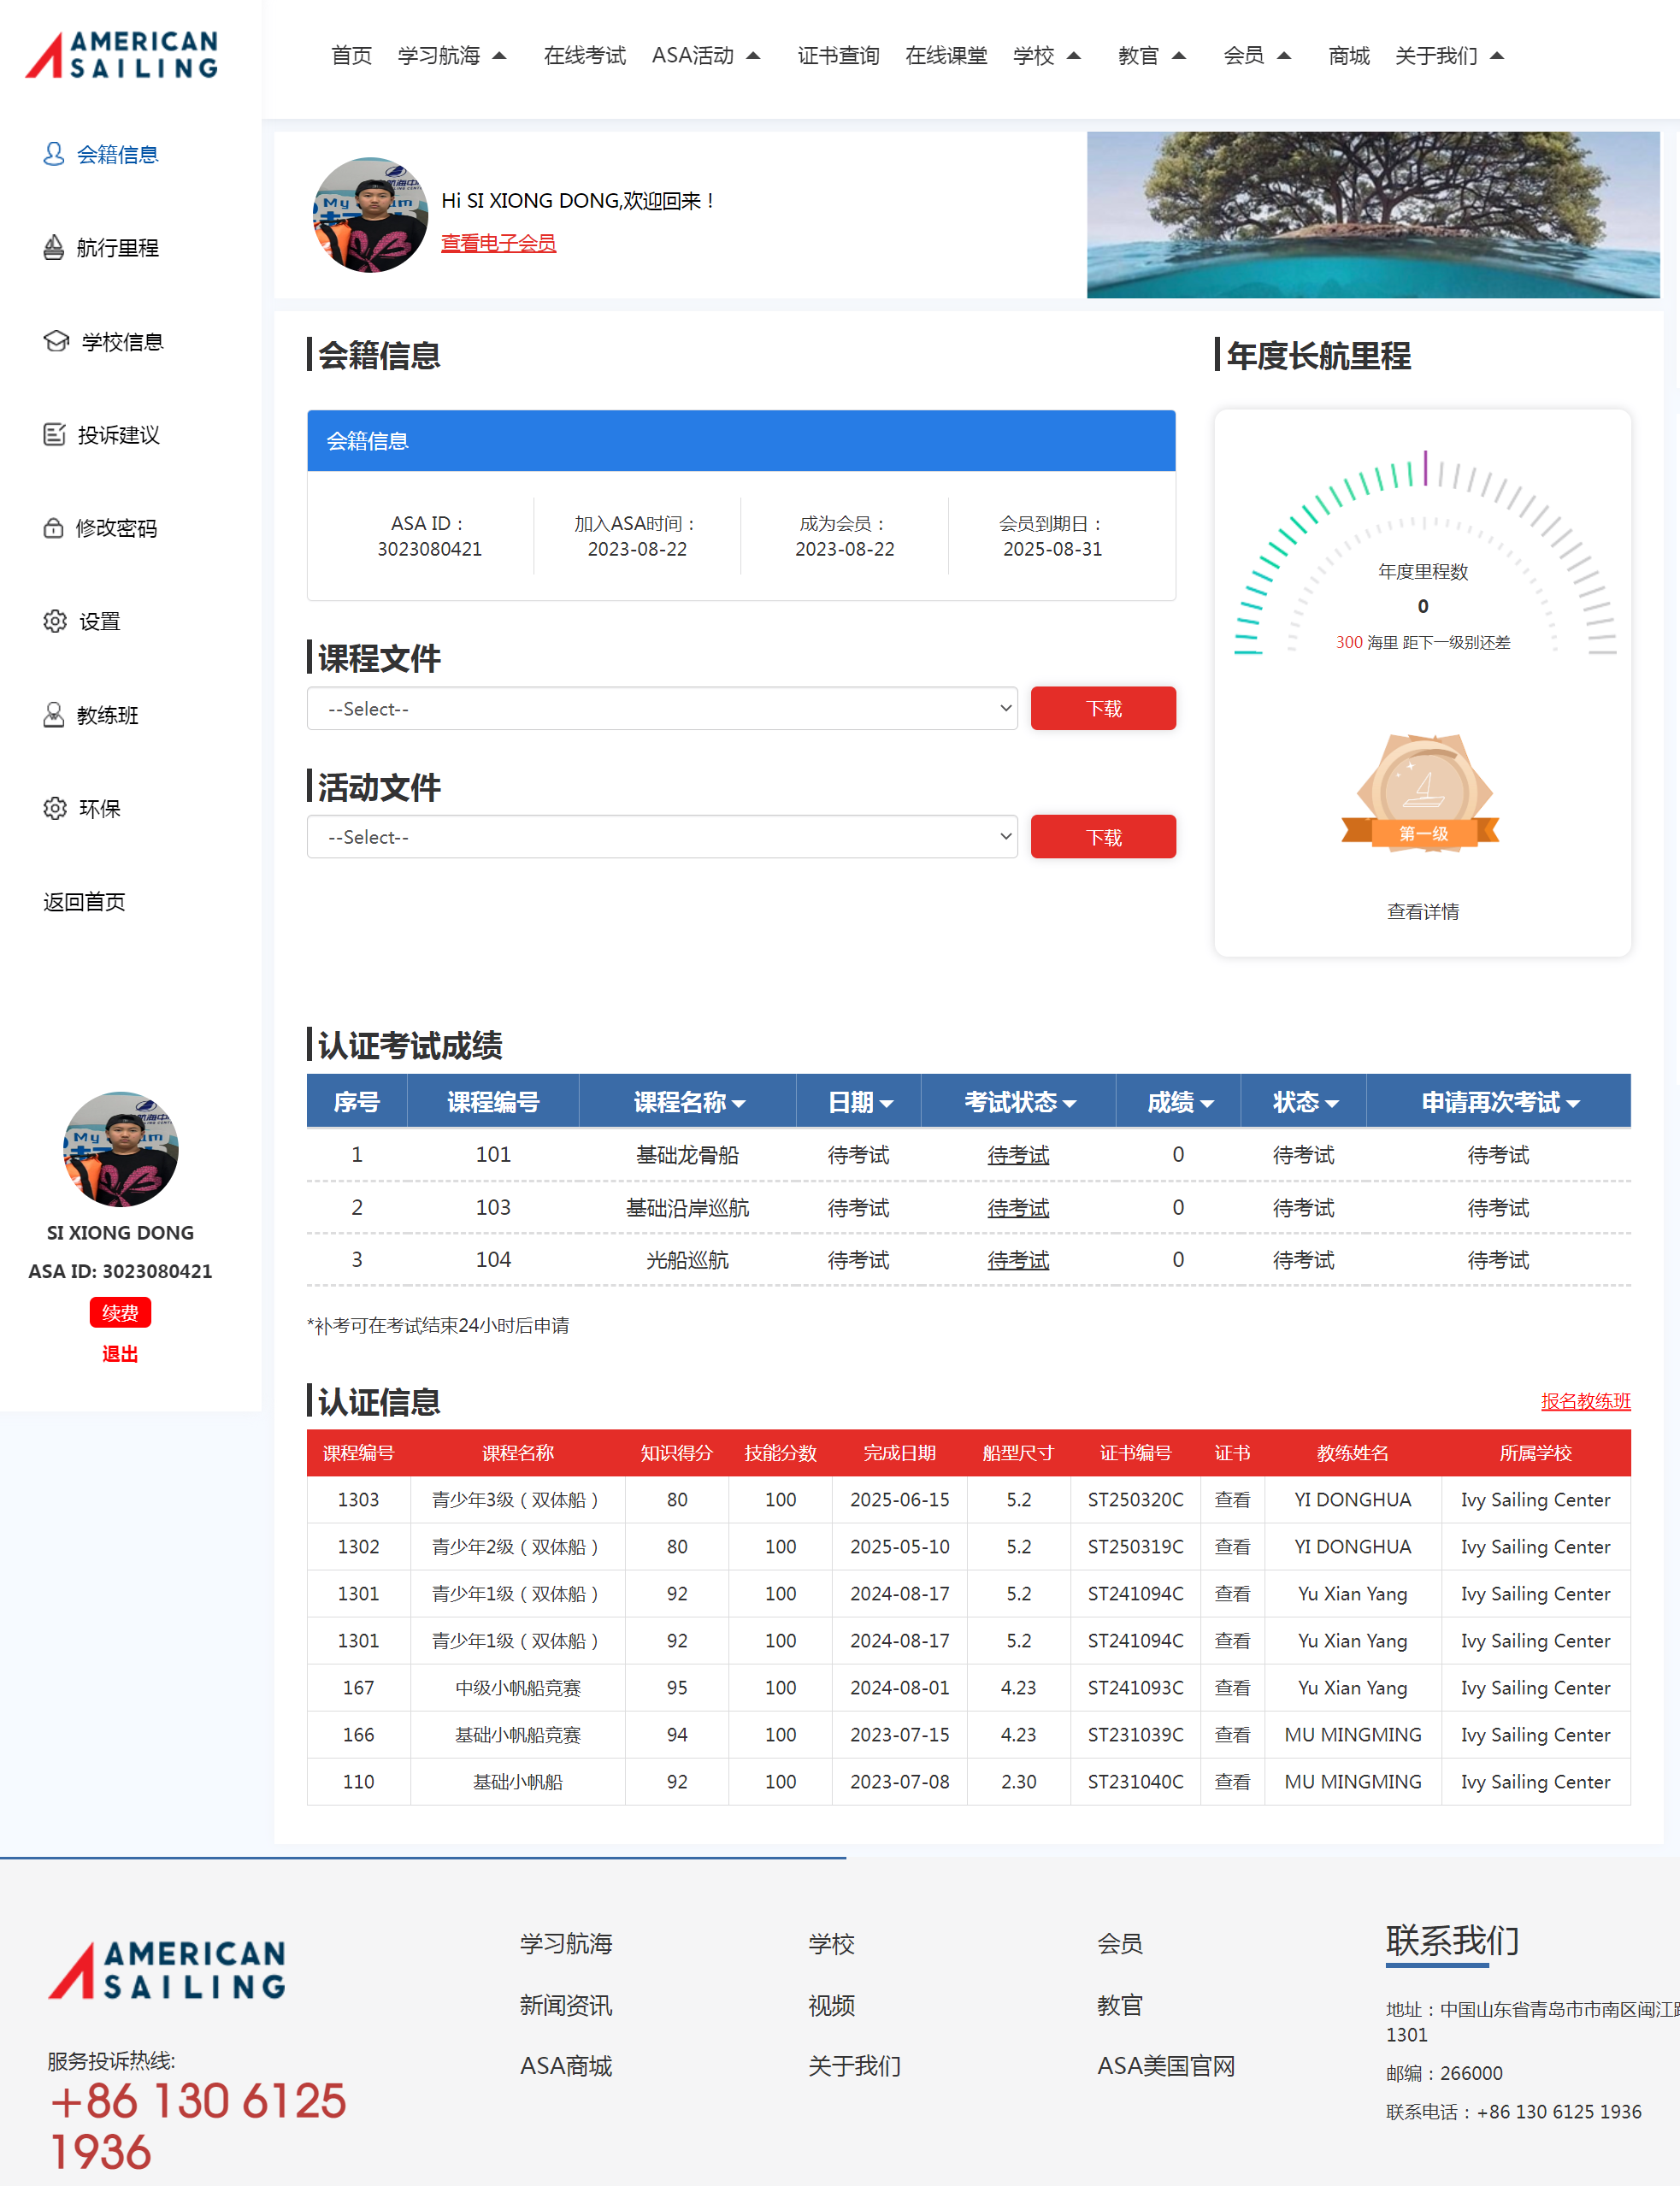 AMERICAN
SAILING
首页 学习航海 在线考试 ASA活动 证书查询 在线课堂 学校 教官 会员 商城 关于我们
会籍信息
航行里程
学校信息
投诉建议
修改密码
设置
教练班
环保
返回首页
SI XIONG DONG
ASA ID: 3023080421
续费
退出
Hi SI XIONG DONG,欢迎回来！
查看电子会员
会籍信息
会籍信息
ASA ID： 加入ASA时间： 成为会员： 会员到期日：
3023080421 2023-08-22 2023-08-22 2025-08-31
课程文件
--Select-- 下载
活动文件
--Select-- 下载
年度长航里程
年度里程数
0
300 海里 距下一级别还差
第一级
查看详情
认证考试成绩
序号 课程编号 课程名称 日期 考试状态 成绩 状态 申请再次考试
1 101 基础龙骨船 待考试 待考试 0 待考试 待考试
2 103 基础沿岸巡航 待考试 待考试 0 待考试 待考试
3 104 光船巡航 待考试 待考试 0 待考试 待考试
*补考可在考试结束24小时后申请
认证信息
报名教练班
课程编号 课程名称 知识得分 技能分数 完成日期 船型尺寸 证书编号 证书 教练姓名 所属学校
1303 青少年3级（双体船） 80 100 2025-06-15 5.2 ST250320C 查看 YI DONGHUA Ivy Sailing Center
1302 青少年2级（双体船） 80 100 2025-05-10 5.2 ST250319C 查看 YI DONGHUA Ivy Sailing Center
1301 青少年1级（双体船） 92 100 2024-08-17 5.2 ST241094C 查看 Yu Xian Yang Ivy Sailing Center
1301 青少年1级（双体船） 92 100 2024-08-17 5.2 ST241094C 查看 Yu Xian Yang Ivy Sailing Center
167 中级小帆船竞赛 95 100 2024-08-01 4.23 ST241093C 查看 Yu Xian Yang Ivy Sailing Center
166 基础小帆船竞赛 94 100 2023-07-15 4.23 ST231039C 查看 MU MINGMING Ivy Sailing Center
110 基础小帆船 92 100 2023-07-08 2.30 ST231040C 查看 MU MINGMING Ivy Sailing Center
AMERICAN
SAILING
服务投诉热线:
+86 130 6125
1936
学习航海
新闻资讯
ASA商城
学校
视频
关于我们
会员
教官
ASA美国官网
联系我们
地址：中国山东省青岛市市南区闽江路
1301
邮编：266000
联系电话：+86 130 6125 1936